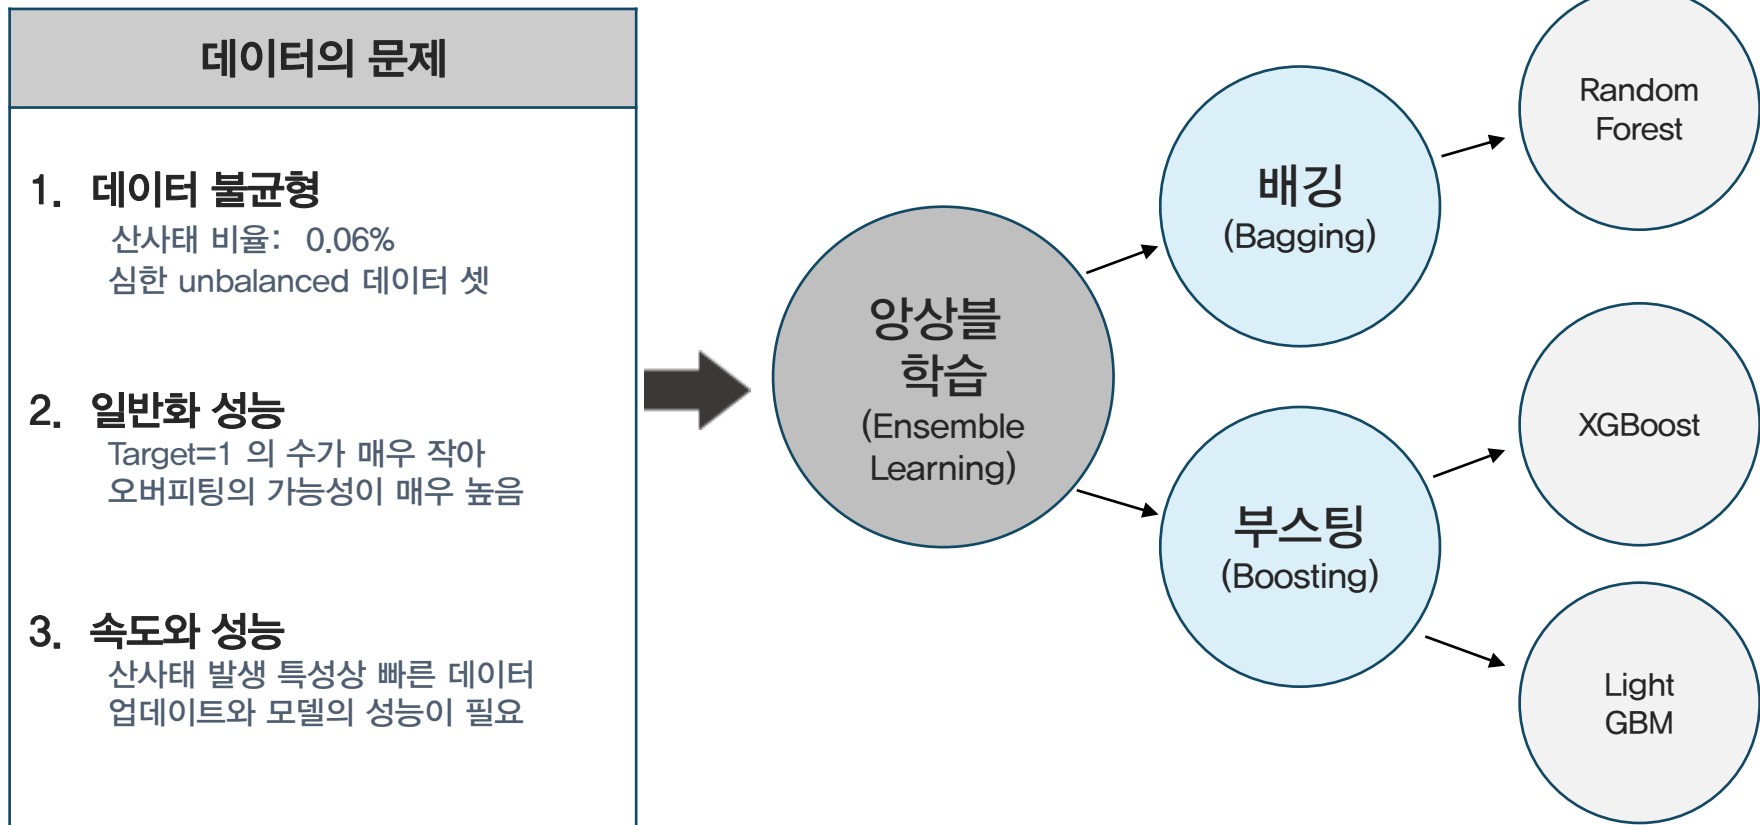 데이터의 문제
1. 데이터 불균형
산사태 비율: 0.06%
심한 unbalanced 데이터 셋
2. 일반화 성능
Target=1 의 수가 매우 작아
오버피팅의 가능성이 매우 높음
3. 속도와 성능
산사태 발생 특성상 빠른 데이터
업데이트와 모델의 성능이 필요
앙상블
학습
(Ensemble
Learning)
배깅
(Bagging)
부스팅
(Boosting)
Random
Forest
XGBoost
Light
GBM